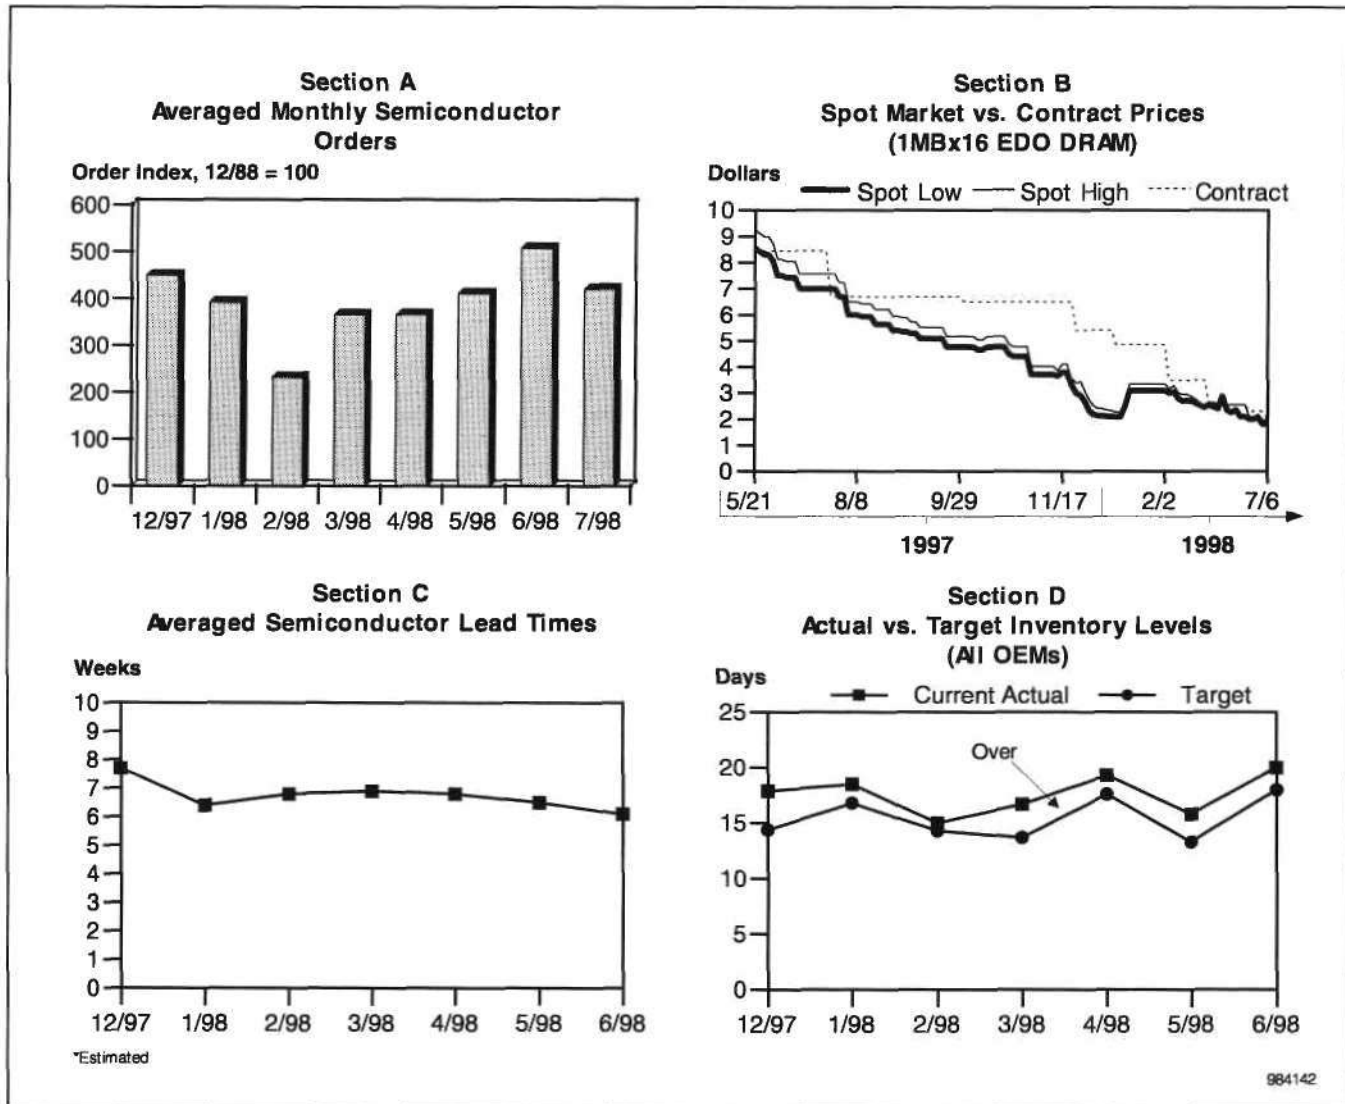 Section A
Averaged Monthly Semiconductor
Orders
Order Index, 12/88 = 100
600
500
400
300
200
100
0
12/97 1/98 2/98 3/98 4/98 5/98 6/98 7/98
Section B
Spot Market vs. Contract Prices
(1MBx16 EDO DRAM)
Dollars
Spot Low Spot High Contract
10
9
8
7
6
5
4
3
2
1
0
5/21 8/8 9/29 11/17 2/2 7/6
1997 1998
Section C
Averaged Semiconductor Lead Times
Weeks
10
9
8
7
6
5
4
3
2
1
0
12/97 1/98 2/98 3/98 4/98 5/98 6/98
*Estimated
Section D
Actual vs. Target Inventory Levels
(All OEMs)
Days
Current Actual Target
25
20
15
10
5
0
Over
12/97 1/98 2/98 3/98 4/98 5/98 6/98
984142